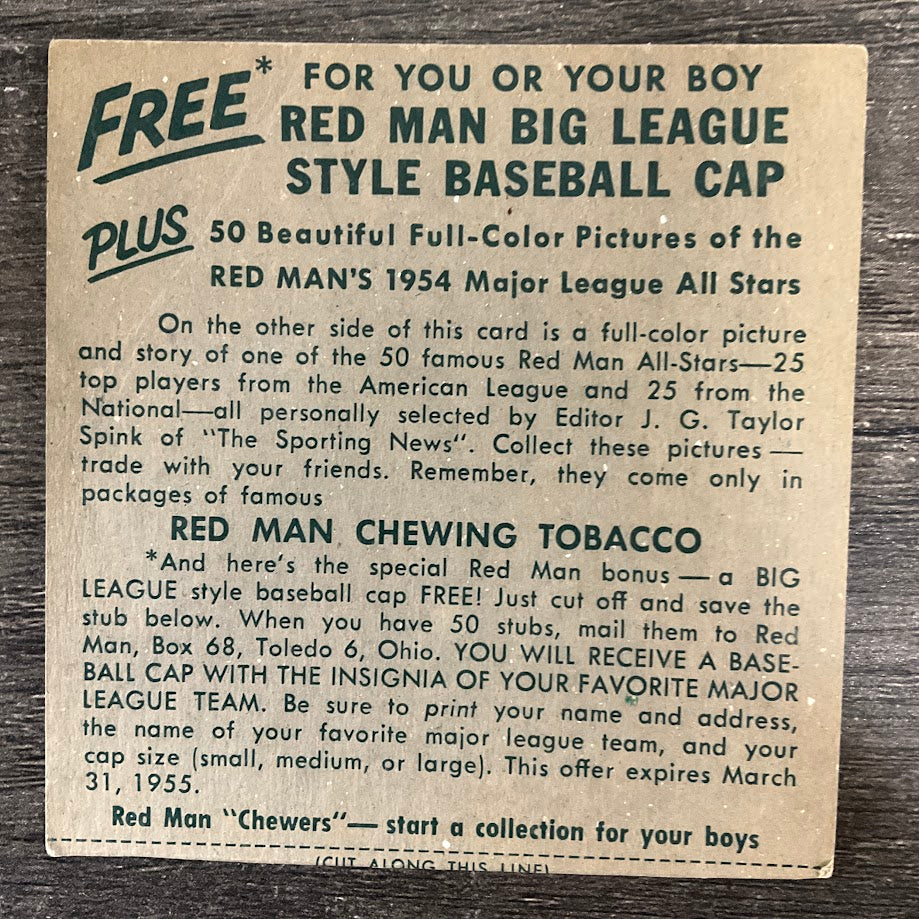 FREE* FOR YOU OR YOUR BOY
RED MAN BIG LEAGUE
STYLE BASEBALL CAP
PLUS 50 Beautiful Full-Color Pictures of the
RED MAN'S 1954 Major League All Stars
On the other side of this card is a full-color picture
and story of one of the 50 famous Red Man All-Stars—25
top players from the American League and 25 from the
National—all personally selected by Editor J. G. Taylor
Spink of "The Sporting News". Collect these pictures —
trade with your friends. Remember, they come only in
packages of famous
RED MAN CHEWING TOBACCO
*And here's the special Red Man bonus — a BIG
LEAGUE style baseball cap FREE! Just cut off and save the
stub below. When you have 50 stubs, mail them to Red
Man, Box 68, Toledo 6, Ohio. YOU WILL RECEIVE A BASE-
BALL CAP WITH THE INSIGNIA OF YOUR FAVORITE MAJOR
LEAGUE TEAM. Be sure to print your name and address,
the name of your favorite major league team, and your
cap size (small, medium, or large). This offer expires March
31, 1955.
Red Man "Chewers"— start a collection for your boys
(CUT ALONG THIS LINE)